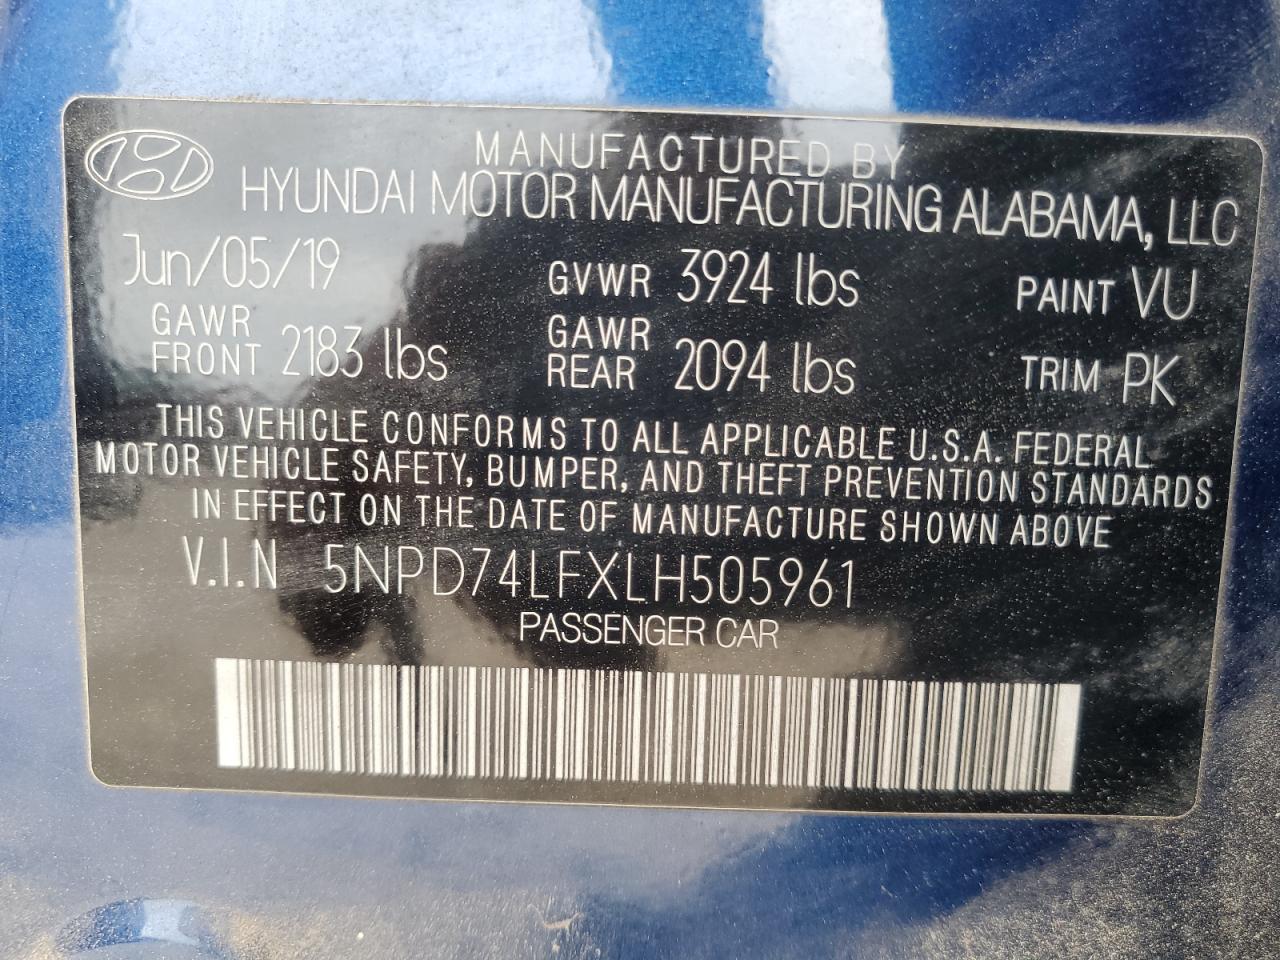 MANUFACTURED BY
HYUNDAI MOTOR MANUFACTURING ALABAMA, LLC
Jun/05/19 GVWR 3924 lbs PAINT VU
GAWR FRONT 2183 lbs GAWR REAR 2094 lbs TRIM PK
THIS VEHICLE CONFORMS TO ALL APPLICABLE U.S.A. FEDERAL
MOTOR VEHICLE SAFETY, BUMPER, AND THEFT PREVENTION STANDARDS
IN EFFECT ON THE DATE OF MANUFACTURE SHOWN ABOVE
V.I.N 5NPD74LFXLH505961
PASSENGER CAR